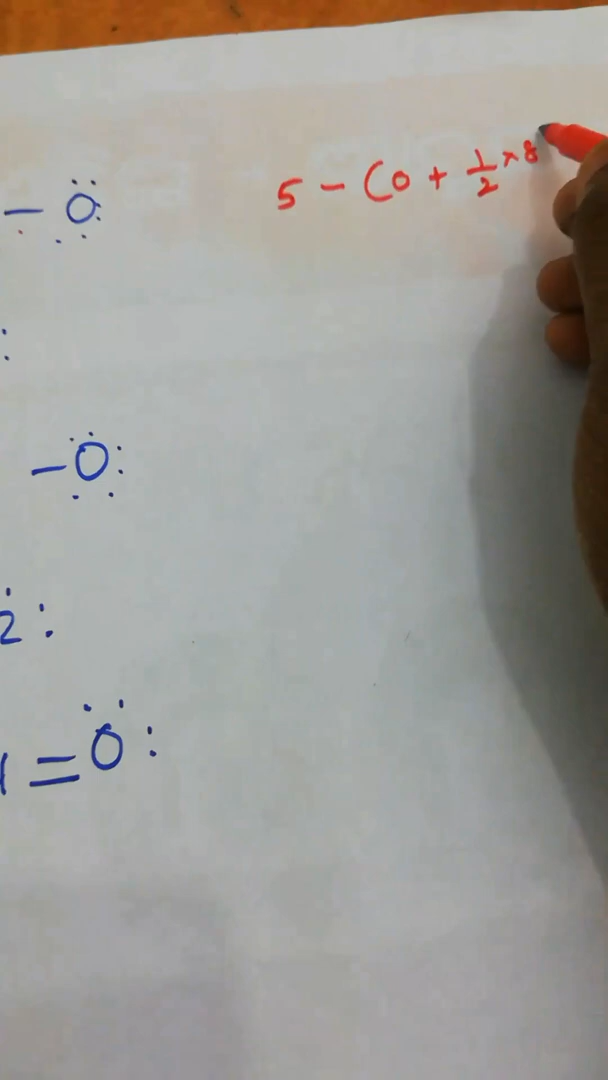 5 - (0 + 1/2 × 8
- O
:
- O:
2:
= O: